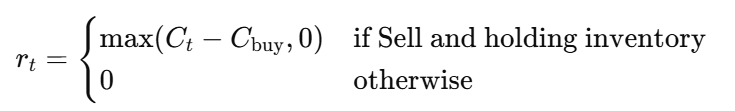 r_t = { max(C_t − C_buy, 0) if Sell and holding inventory
0 otherwise